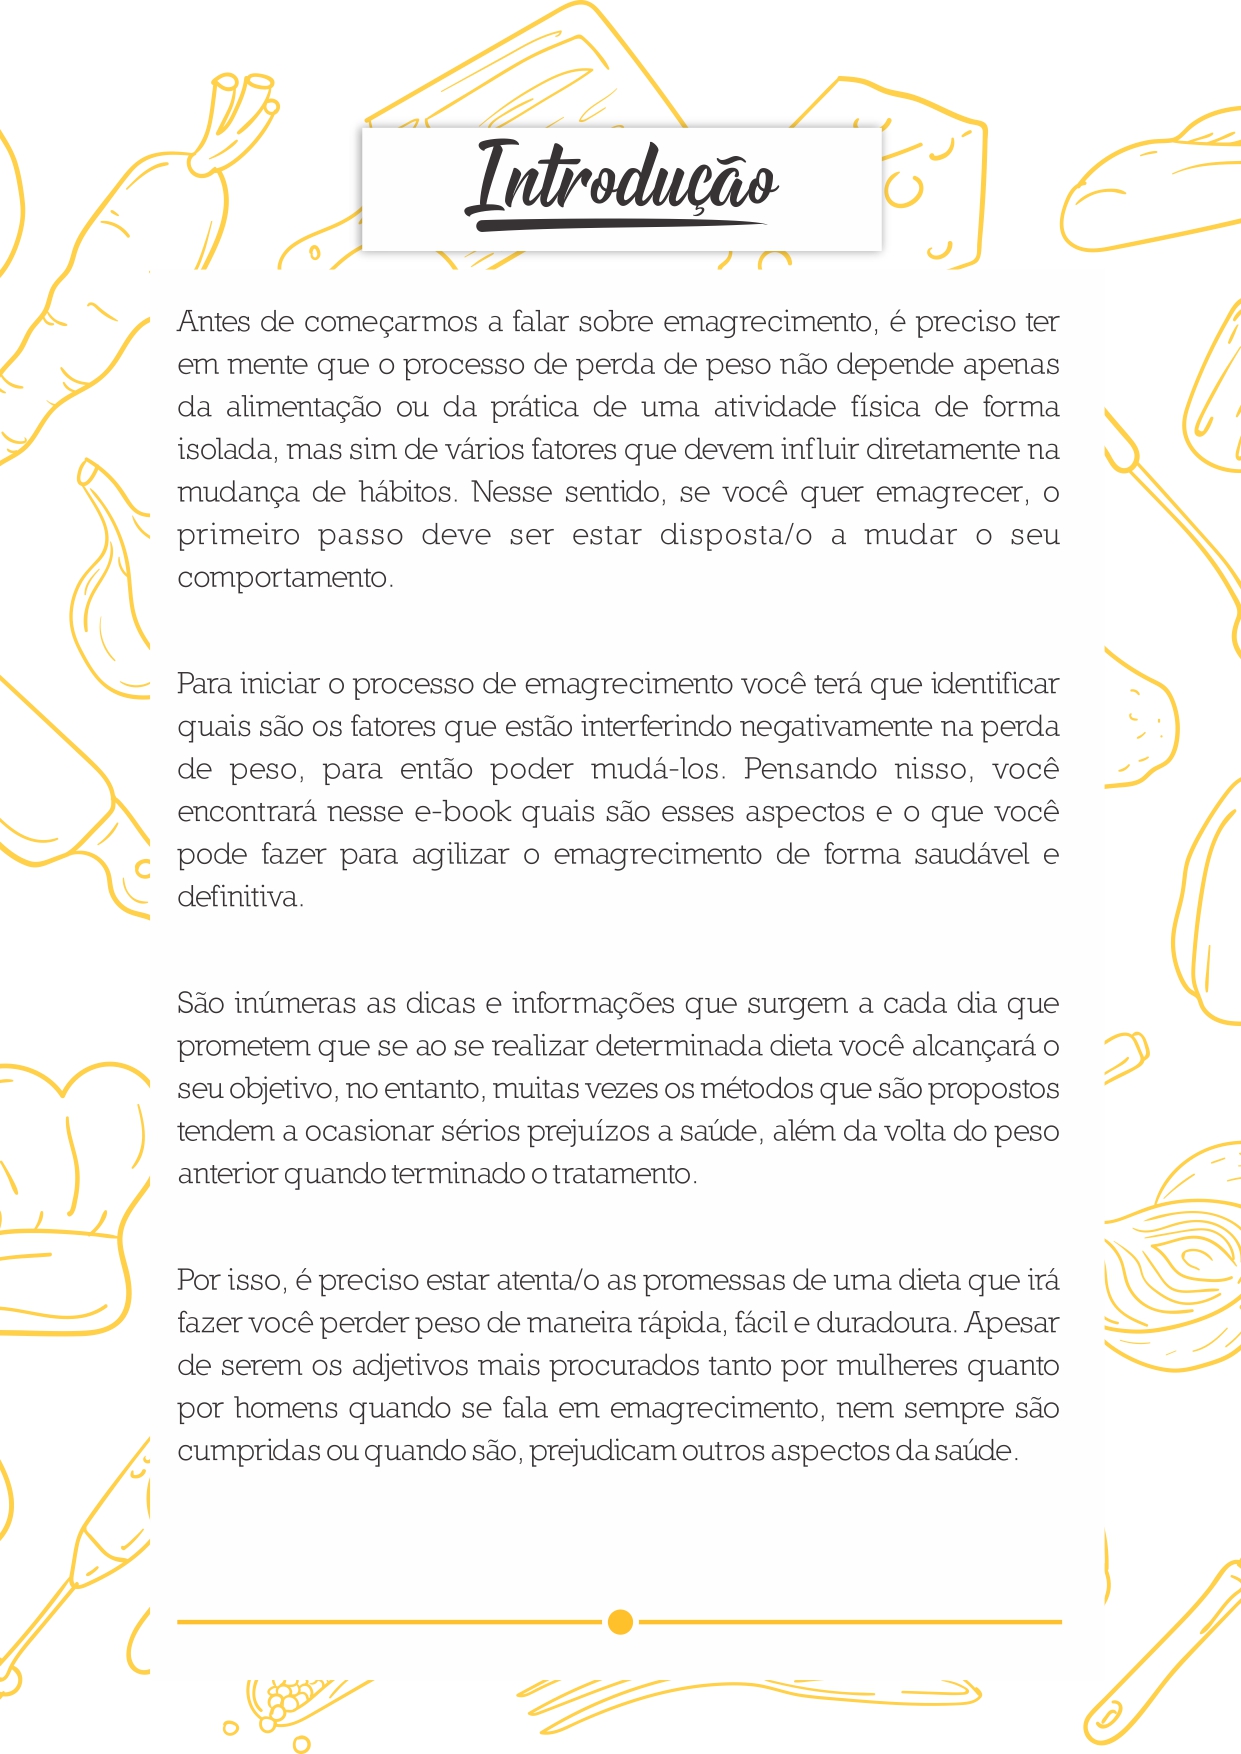 Introdução
Antes de começarmos a falar sobre emagrecimento, é preciso ter
em mente que o processo de perda de peso não depende apenas
da alimentação ou da prática de uma atividade física de forma
isolada, mas sim de vários fatores que devem influir diretamente na
mudança de hábitos. Nesse sentido, se você quer emagrecer, o
primeiro passo deve ser estar disposta/o a mudar o seu
comportamento.
Para iniciar o processo de emagrecimento você terá que identificar
quais são os fatores que estão interferindo negativamente na perda
de peso, para então poder mudá-los. Pensando nisso, você
encontrará nesse e-book quais são esses aspectos e o que você
pode fazer para agilizar o emagrecimento de forma saudável e
definitiva.
São inúmeras as dicas e informações que surgem a cada dia que
prometem que se ao se realizar determinada dieta você alcançará o
seu objetivo, no entanto, muitas vezes os métodos que são propostos
tendem a ocasionar sérios prejuízos a saúde, além da volta do peso
anterior quando terminado o tratamento.
Por isso, é preciso estar atenta/o as promessas de uma dieta que irá
fazer você perder peso de maneira rápida, fácil e duradoura. Apesar
de serem os adjetivos mais procurados tanto por mulheres quanto
por homens quando se fala em emagrecimento, nem sempre são
cumpridas ou quando são, prejudicam outros aspectos da saúde.